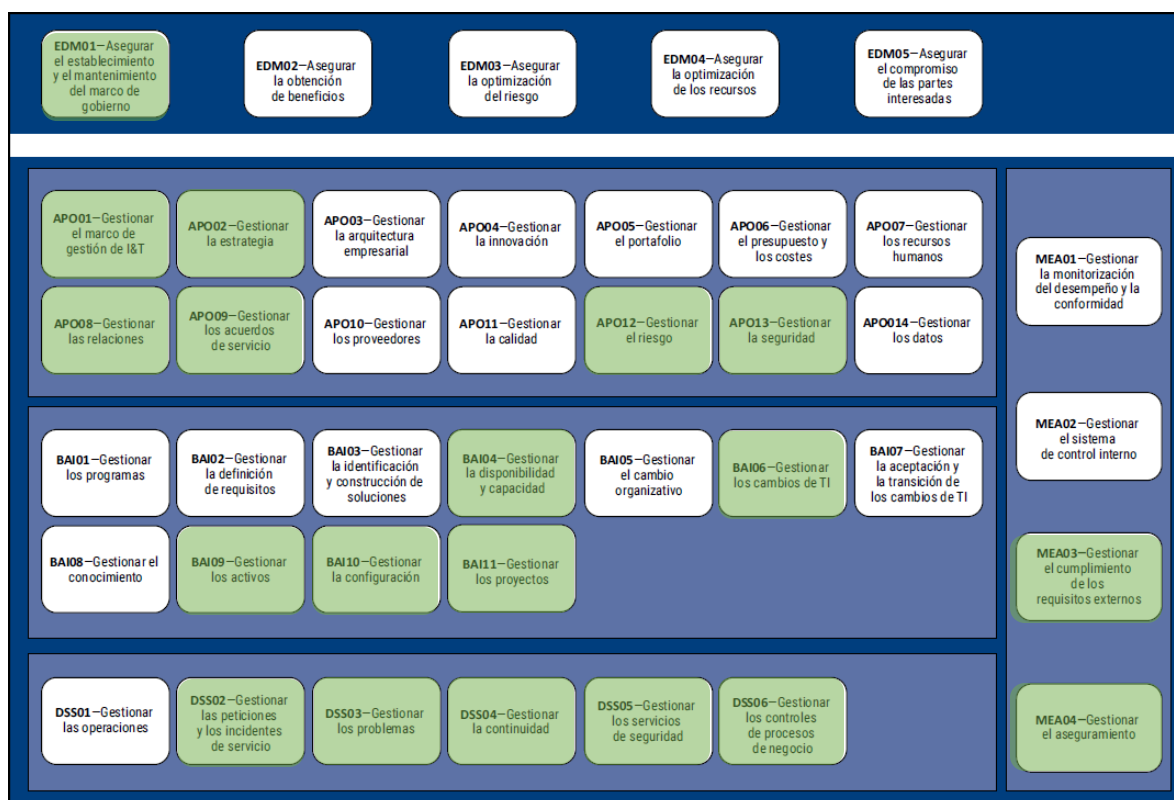 EDM01—Asegurar
el establecimiento
y el mantenimiento
del marco de
gobierno
EDM02—Asegurar
la obtención
de beneficios
EDM03—Asegurar
la optimización
del riesgo
EDM04—Asegurar
la optimización
de los recursos
EDM05—Asegurar
el compromiso
de las partes
interesadas
APO01—Gestionar
el marco de
gestión de I&T
APO02—Gestionar
la estrategia
APO03—Gestionar
la arquitectura
empresarial
APO04—Gestionar
la innovación
APO05—Gestionar
el portafolio
APO06—Gestionar
el presupuesto y
los costes
APO07—Gestionar
los recursos
humanos
APO08—Gestionar
las relaciones
APO09—Gestionar
los acuerdos
de servicio
APO10—Gestionar
los proveedores
APO11—Gestionar
la calidad
APO12—Gestionar
el riesgo
APO13—Gestionar
la seguridad
APO014—Gestionar
los datos
BAI01—Gestionar
los programas
BAI02—Gestionar
la definición
de requisitos
BAI03—Gestionar
la identificación
y construcción de
soluciones
BAI04—Gestionar
la disponibilidad
y capacidad
BAI05—Gestionar
el cambio
organizativo
BAI06—Gestionar
los cambios de TI
BAI07—Gestionar
la aceptación y
la transición de
los cambios de TI
BAI08—Gestionar el
conocimiento
BAI09—Gestionar
los activos
BAI10—Gestionar
la configuración
BAI11—Gestionar
los proyectos
DSS01—Gestionar
las operaciones
DSS02—Gestionar
las peticiones
y los incidentes
de servicio
DSS03—Gestionar
los problemas
DSS04—Gestionar
la continuidad
DSS05—Gestionar
los servicios
de seguridad
DSS06—Gestionar
los controles
de procesos
de negocio
MEA01—Gestionar
la monitorización
del desempeño y la
conformidad
MEA02—Gestionar
el sistema
de control interno
MEA03—Gestionar
el cumplimiento
de los
requisitos externos
MEA04—Gestionar
el aseguramiento